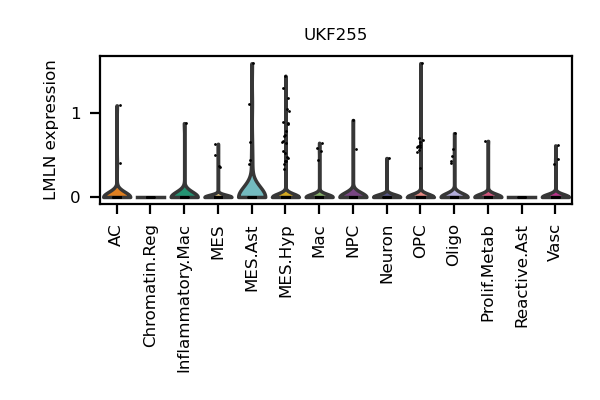 UKF255
LMLN expression
1
0
AC
Chromatin.Reg
Inflammatory.Mac
MES
MES.Ast
MES.Hyp
Mac
NPC
Neuron
OPC
Oligo
Prolif.Metab
Reactive.Ast
Vasc